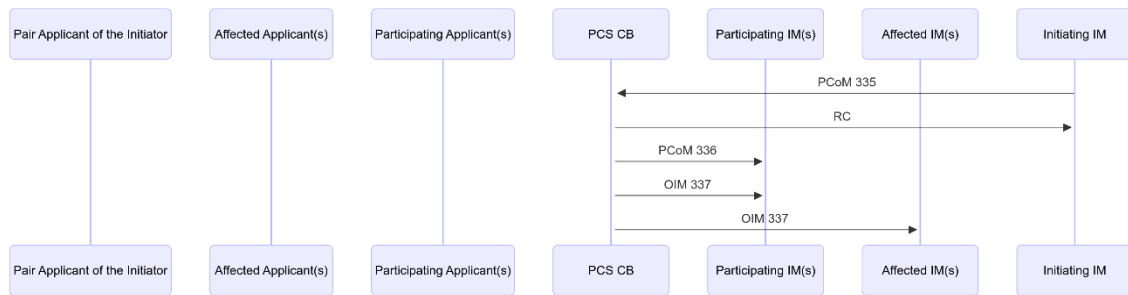 Pair Applicant of the Initiator
Affected Applicant(s)
Participating Applicant(s)
PCS CB
Participating IM(s)
Affected IM(s)
Initiating IM
PCoM 335
RC
PCoM 336
OIM 337
OIM 337
Pair Applicant of the Initiator
Affected Applicant(s)
Participating Applicant(s)
PCS CB
Participating IM(s)
Affected IM(s)
Initiating IM